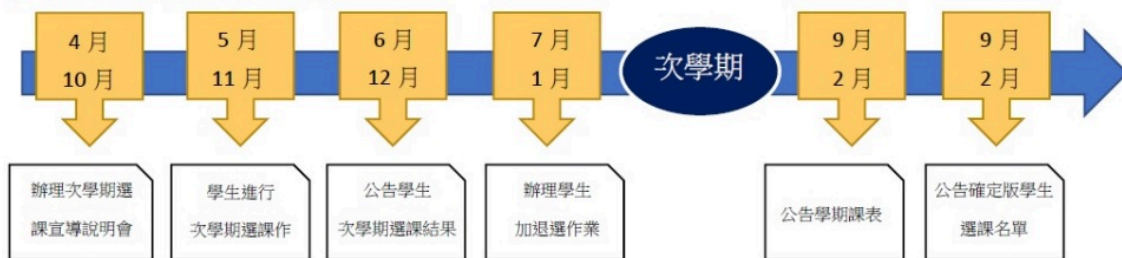 4 月
10 月
5 月
11 月
6 月
12 月
7 月
1 月
次學期
9 月
2 月
9 月
2 月
辦理次學期選
課宣導說明會
學生進行
次學期選課作
公告學生
次學期選課結果
辦理學生
加退選作業
公告學期課表
公告確定版學生
選課名單